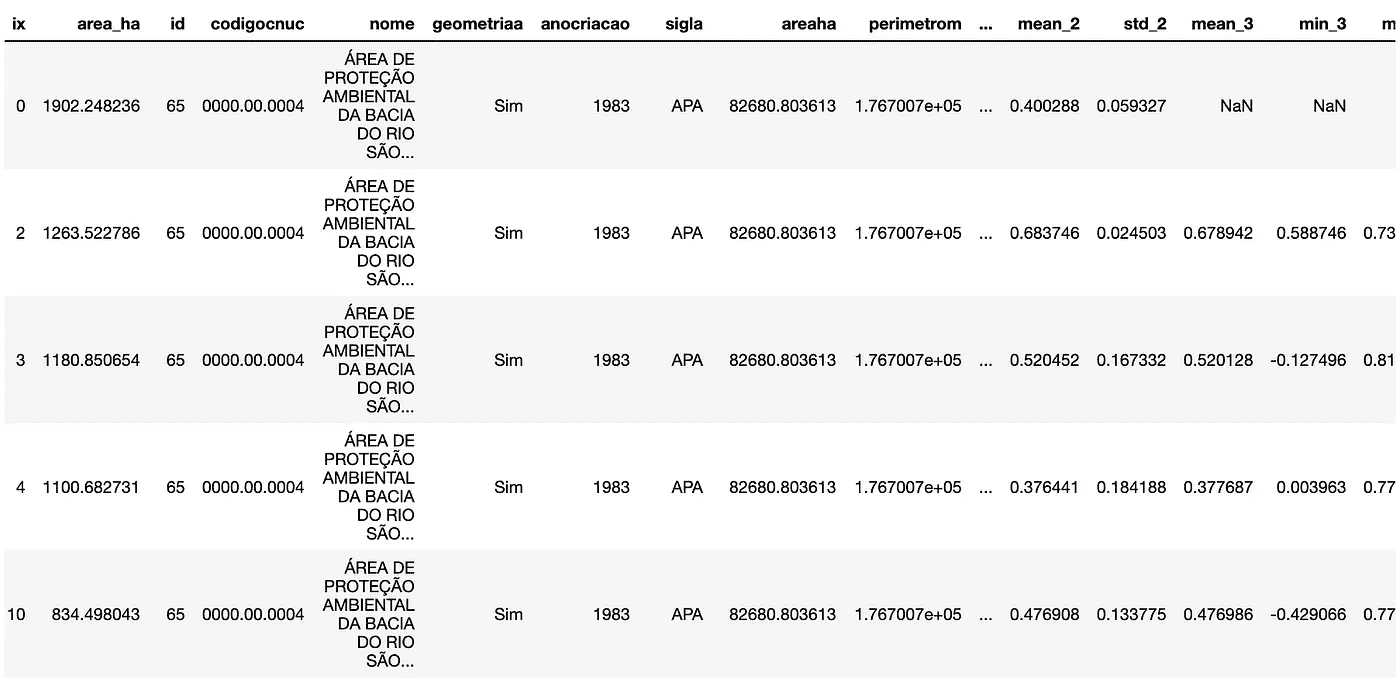 ix area_ha id codigocnuc nome geometriaa anocriacao sigla areaha perimetrom ... mean_2 std_2 mean_3 min_3 m
ÁREA DE
PROTEÇÃO
AMBIENTAL
0 1902.248236 65 0000.00.0004 DA BACIA Sim 1983 APA 82680.803613 1.767007e+05 ... 0.400288 0.059327 NaN NaN
DO RIO
SÃO...
ÁREA DE
PROTEÇÃO
AMBIENTAL
2 1263.522786 65 0000.00.0004 DA BACIA Sim 1983 APA 82680.803613 1.767007e+05 ... 0.683746 0.024503 0.678942 0.588746 0.73
DO RIO
SÃO...
ÁREA DE
PROTEÇÃO
AMBIENTAL
3 1180.850654 65 0000.00.0004 DA BACIA Sim 1983 APA 82680.803613 1.767007e+05 ... 0.520452 0.167332 0.520128 -0.127496 0.81
DO RIO
SÃO...
ÁREA DE
PROTEÇÃO
AMBIENTAL
4 1100.682731 65 0000.00.0004 DA BACIA Sim 1983 APA 82680.803613 1.767007e+05 ... 0.376441 0.184188 0.377687 0.003963 0.77
DO RIO
SÃO...
ÁREA DE
PROTEÇÃO
AMBIENTAL
10 834.498043 65 0000.00.0004 DA BACIA Sim 1983 APA 82680.803613 1.767007e+05 ... 0.476908 0.133775 0.476986 -0.429066 0.77
DO RIO
SÃO...